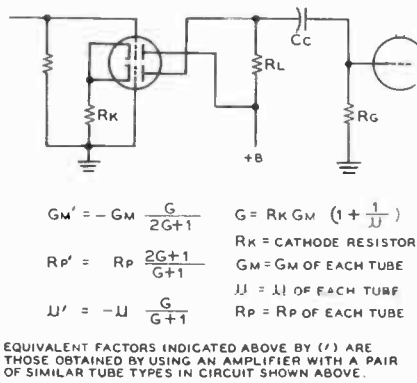 Cc
RL
RK
RG
+B
GM' = - GM G/2G+1 G = RK GM (1 + 1/μ)
RK = CATHODE RESISTOR
RP' = RP 2G+1/G+1 GM = GM OF EACH TUBE
μ = μ OF EACH TUBE
μ' = - μ G/G+1 RP = RP OF EACH TUBE
EQUIVALENT FACTORS INDICATED ABOVE BY (') ARE
THOSE OBTAINED BY USING AN AMPLIFIER WITH A PAIR
OF SIMILAR TUBE TYPES IN CIRCUIT SHOWN ABOVE.